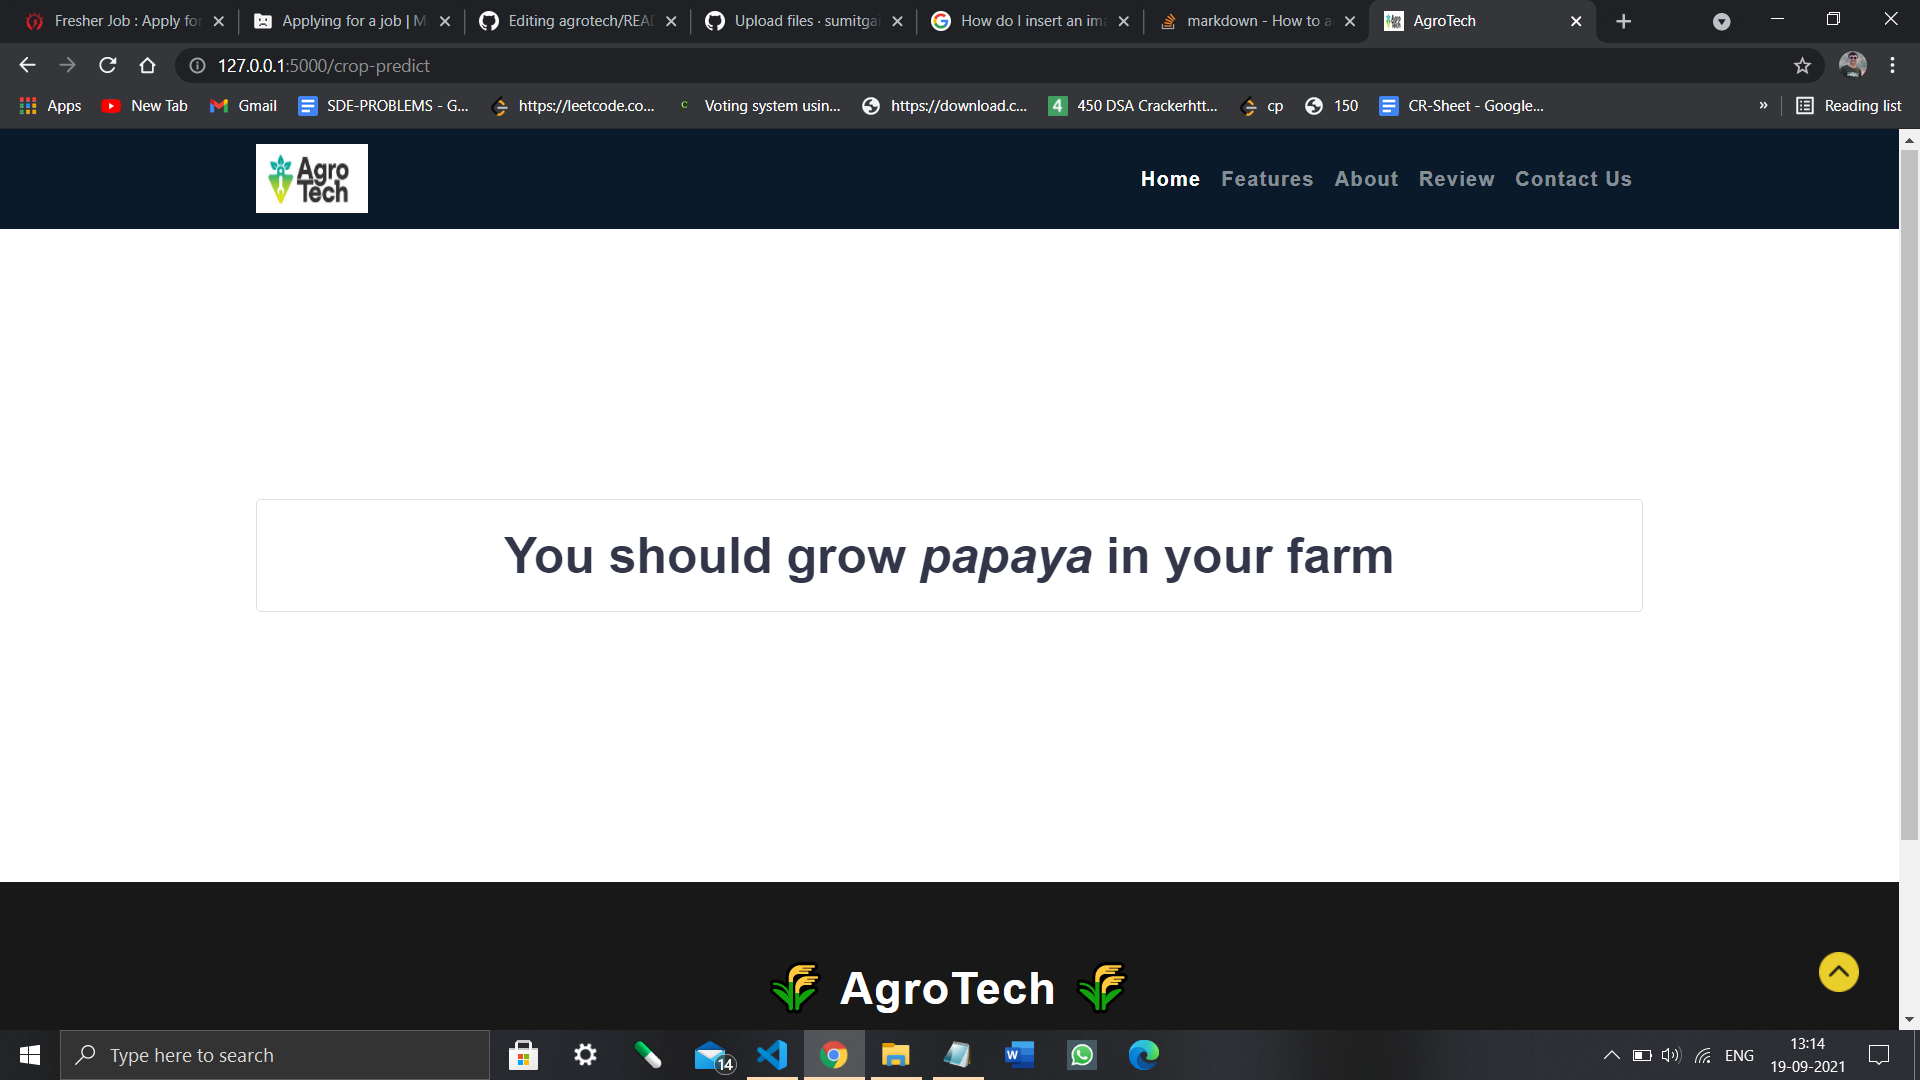 Fresher Job : Apply for
Applying for a job | M
Editing agrotech/READ
Upload files · sumitgai
How do I insert an ima
markdown - How to a
AgroTech
127.0.0.1:5000/crop-predict
Apps
New Tab
Gmail
SDE-PROBLEMS - G...
https://leetcode.co...
C
Voting system usin...
https://download.c...
4
450 DSA Crackerhtt...
cp
150
CR-Sheet - Google...
»
Reading list
Agro
Tech
Home Features About Review Contact Us
You should grow papaya in your farm
AgroTech
Type here to search
14
W
ENG
13:14
19-09-2021